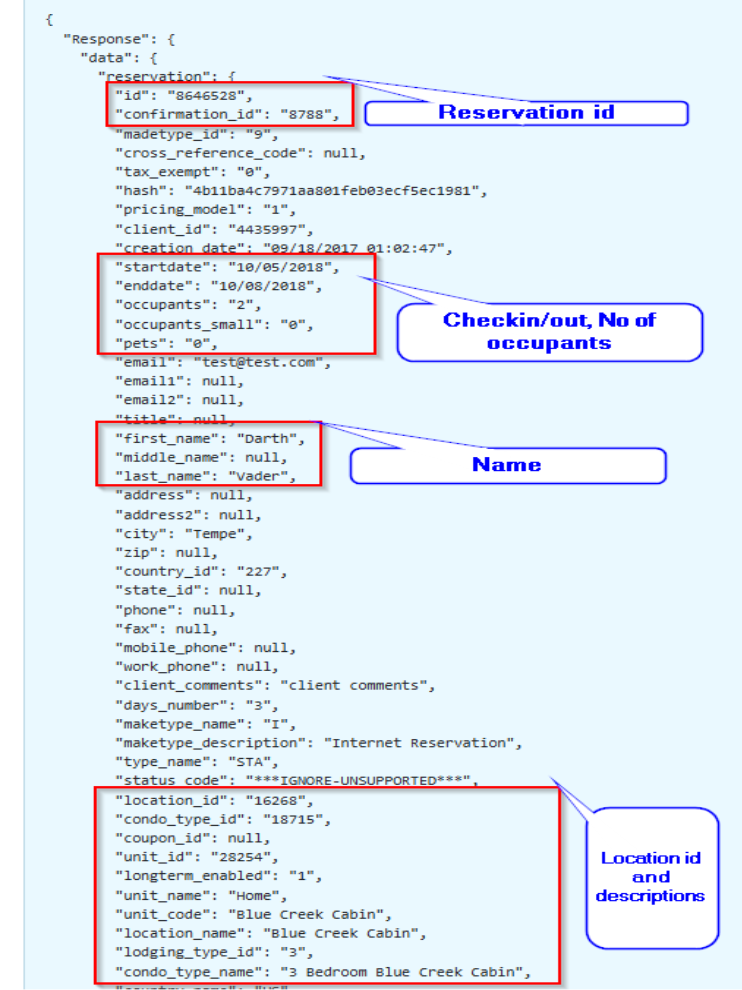 {
"Response": {
"data": {
"reservation": {
"id": "8646528",
"confirmation_id": "8788",
Reservation id
"madetype_id": "9",
"cross_reference_code": null,
"tax_exempt": "0",
"hash": "4b11ba4c7971aa801feb03ecf5ec1981",
"pricing_model": "1",
"client_id": "4435997",
"creation_date": "09/18/2017 01:02:47",
"startdate": "10/05/2018",
"enddate": "10/08/2018",
"occupants": "2",
"occupants_small": "0",
"pets": "0",
Checkin/out, No of
occupants
"email": "test@test.com",
"email1": null,
"email2": null,
"title": null,
"first_name": "Darth",
"middle_name": null,
"last_name": "Vader",
Name
"address": null,
"address2": null,
"city": "Tempe",
"zip": null,
"country_id": "227",
"state_id": null,
"phone": null,
"fax": null,
"mobile_phone": null,
"work_phone": null,
"client_comments": "client comments",
"days_number": "3",
"maketype_name": "I",
"maketype_description": "Internet Reservation",
"type_name": "STA",
"status_code": "***IGNORE-UNSUPPORTED***",
"location_id": "16268",
"condo_type_id": "18715",
"coupon_id": null,
"unit_id": "28254",
"longterm_enabled": "1",
"unit_name": "Home",
"unit_code": "Blue Creek Cabin",
"location_name": "Blue Creek Cabin",
"lodging_type_id": "3",
"condo_type_name": "3 Bedroom Blue Creek Cabin",
Location id
and
descriptions